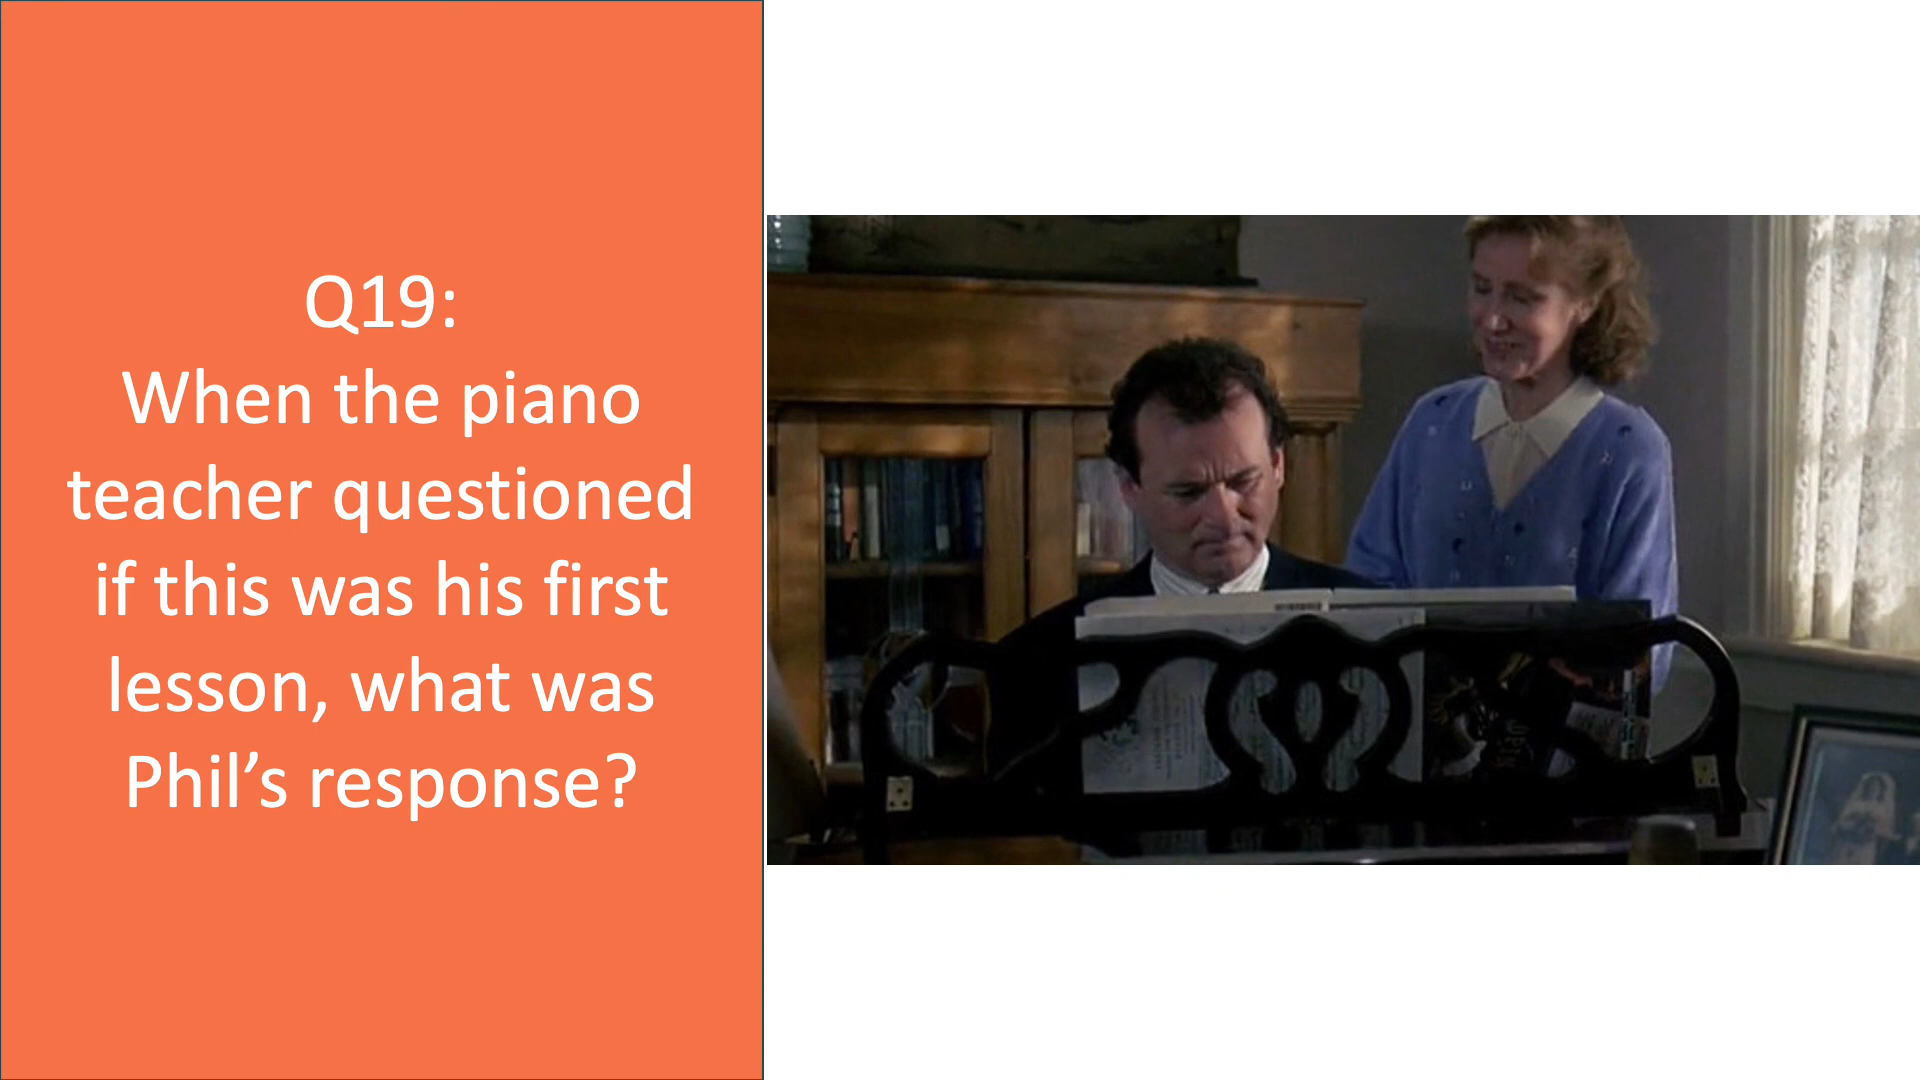 Q19:
When the piano
teacher questioned
if this was his first
lesson, what was
Phil’s response?